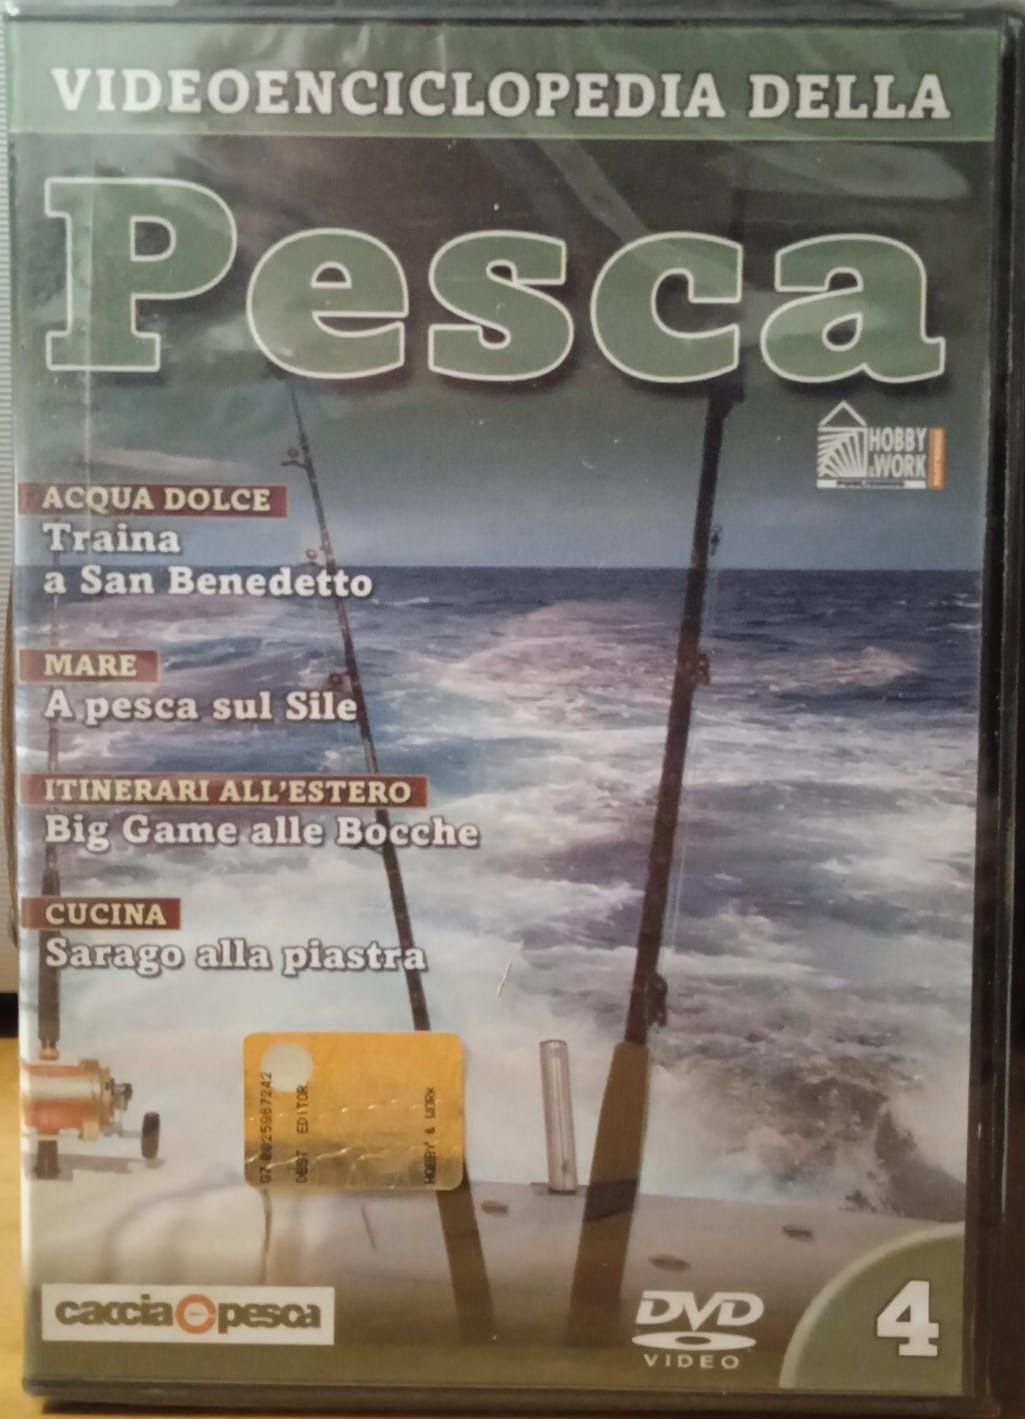 VIDEOENCICLOPEDIA DELLA
Pesca
HOBBY
& WORK
ACQUA DOLCE
Traina
a San Benedetto
MARE
A pesca sul Sile
ITINERARI ALL'ESTERO
Big Game alle Bocche
CUCINA
Sarago alla piastra
DEST EDITOR
HOBBY & WORK
caccia e pesca
DVD
VIDEO
4